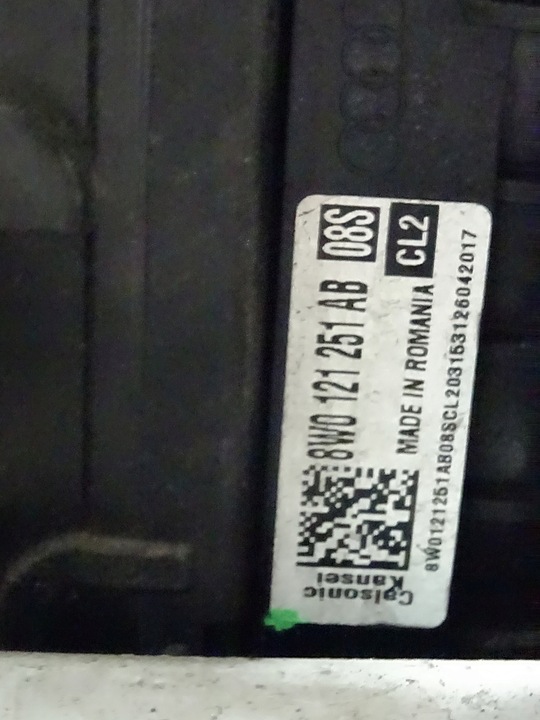 8W0 121 251 AB 08S
MADE IN ROMANIA CL2
8W0121251AB08SCL203153126042017
Calsonic
Kansei